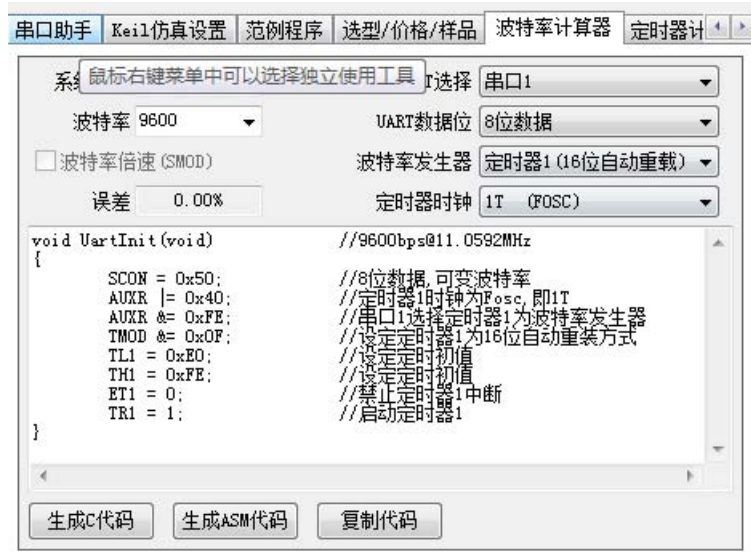 串口助手 Keil仿真设置 范例程序 选型/价格/样品 波特率计算器 定时器计
系 鼠标右键菜单中可以选择独立使用工具 T选择 串口1
波特率 9600 UART数据位 8位数据
波特率倍速(SMOD) 波特率发生器 定时器1(16位自动重载)
误差 0.00% 定时器时钟 1T (FOSC)
void UartInit(void) //9600bps@11.0592MHz
{
SCON = 0x50; //8位数据,可变波特率
AUXR |= 0x40; //定时器1时钟为Fosc,即1T
AUXR &= 0xFE; //串口1选择定时器1为波特率发生器
TMOD &= 0x0F; //设定定时器1为16位自动重装方式
TL1 = 0xE0; //设定定时初值
TH1 = 0xFE; //设定定时初值
ET1 = 0; //禁止定时器1中断
TR1 = 1; //启动定时器1
}
生成C代码 生成ASM代码 复制代码